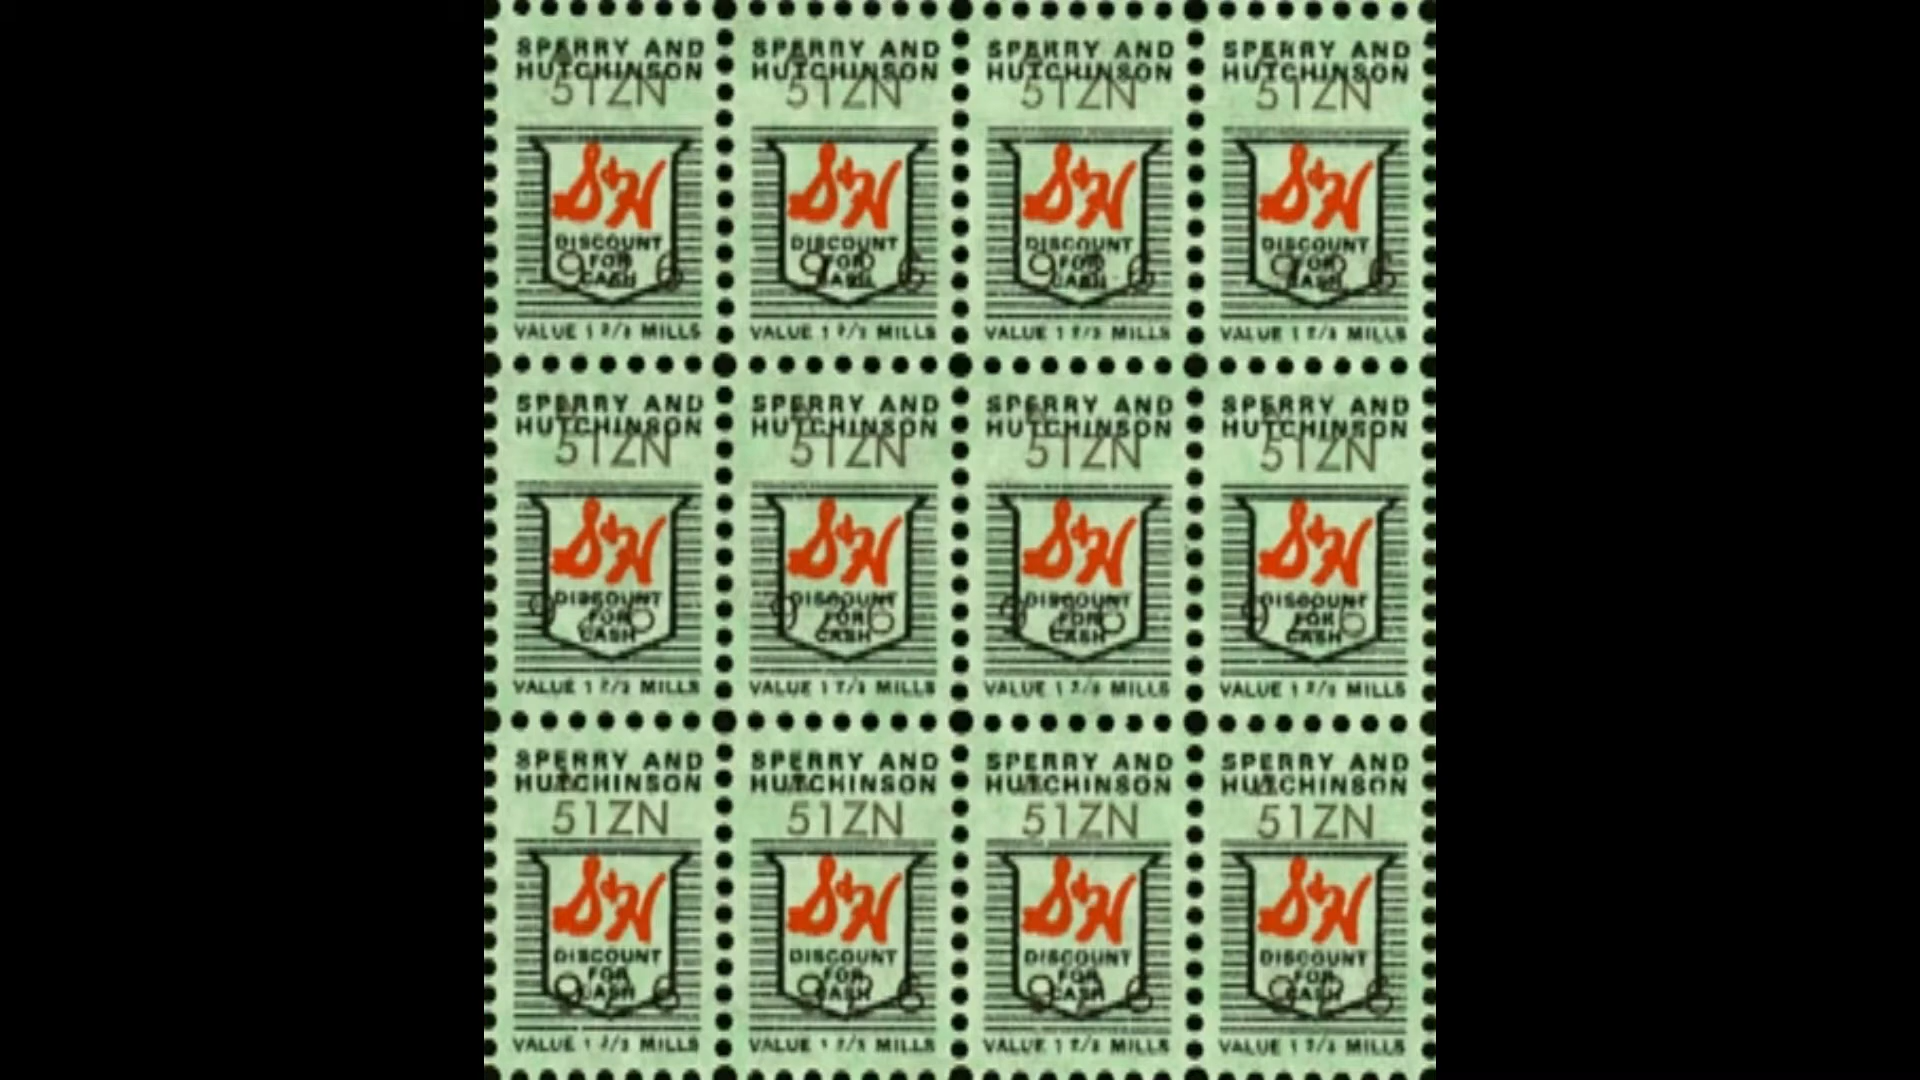 SPERRY AND
HUTCHINSON
51ZN
S&H
DISCOUNT
FOR
CASH
VALUE 1 2/3 MILLS
SPERRY AND
HUTCHINSON
51ZN
S&H
DISCOUNT
FOR
CASH
VALUE 1 2/3 MILLS
SPERRY AND
HUTCHINSON
51ZN
S&H
DISCOUNT
FOR
CASH
VALUE 1 2/3 MILLS
SPERRY AND
HUTCHINSON
51ZN
S&H
DISCOUNT
FOR
CASH
VALUE 1 2/3 MILLS
SPERRY AND
HUTCHINSON
51ZN
S&H
DISCOUNT
FOR
CASH
VALUE 1 2/3 MILLS
SPERRY AND
HUTCHINSON
51ZN
S&H
DISCOUNT
FOR
CASH
VALUE 1 2/3 MILLS
SPERRY AND
HUTCHINSON
51ZN
S&H
DISCOUNT
FOR
CASH
VALUE 1 2/3 MILLS
SPERRY AND
HUTCHINSON
51ZN
S&H
DISCOUNT
FOR
CASH
VALUE 1 2/3 MILLS
SPERRY AND
HUTCHINSON
51ZN
S&H
DISCOUNT
FOR
CASH
VALUE 1 2/3 MILLS
SPERRY AND
HUTCHINSON
51ZN
S&H
DISCOUNT
FOR
CASH
VALUE 1 2/3 MILLS
SPERRY AND
HUTCHINSON
51ZN
S&H
DISCOUNT
FOR
CASH
VALUE 1 2/3 MILLS
SPERRY AND
HUTCHINSON
51ZN
S&H
DISCOUNT
FOR
CASH
VALUE 1 2/3 MILLS